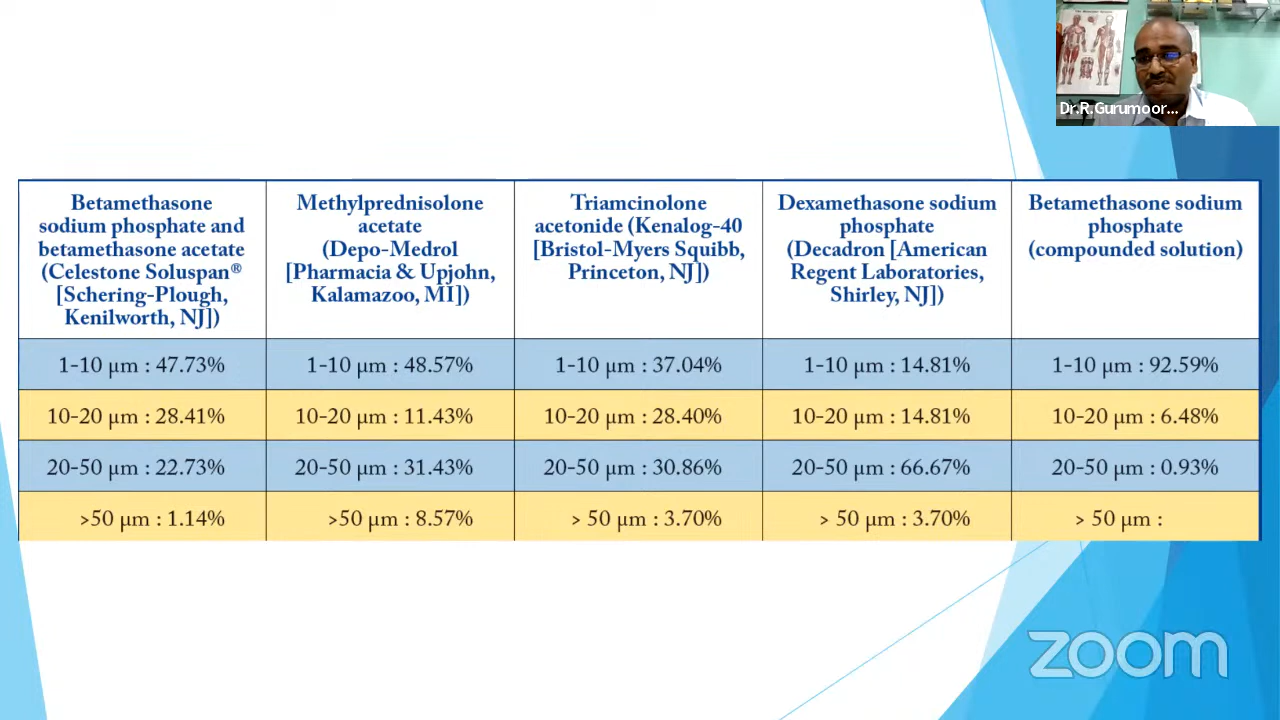 Dr.R.Gurumoor...
Betamethasone
sodium phosphate and
betamethasone acetate
(Celestone Soluspan®
[Schering-Plough,
Kenilworth, NJ])
Methylprednisolone
acetate
(Depo-Medrol
[Pharmacia & Upjohn,
Kalamazoo, MI])
Triamcinolone
acetonide (Kenalog-40
[Bristol-Myers Squibb,
Princeton, NJ])
Dexamethasone sodium
phosphate
(Decadron [American
Regent Laboratories,
Shirley, NJ])
Betamethasone sodium
phosphate
(compounded solution)
1-10 μm : 47.73%
1-10 μm : 48.57%
1-10 μm : 37.04%
1-10 μm : 14.81%
1-10 μm : 92.59%
10-20 μm : 28.41%
10-20 μm : 11.43%
10-20 μm : 28.40%
10-20 μm : 14.81%
10-20 μm : 6.48%
20-50 μm : 22.73%
20-50 μm : 31.43%
20-50 μm : 30.86%
20-50 μm : 66.67%
20-50 μm : 0.93%
>50 μm : 1.14%
>50 μm : 8.57%
> 50 μm : 3.70%
> 50 μm : 3.70%
> 50 μm :
zoom